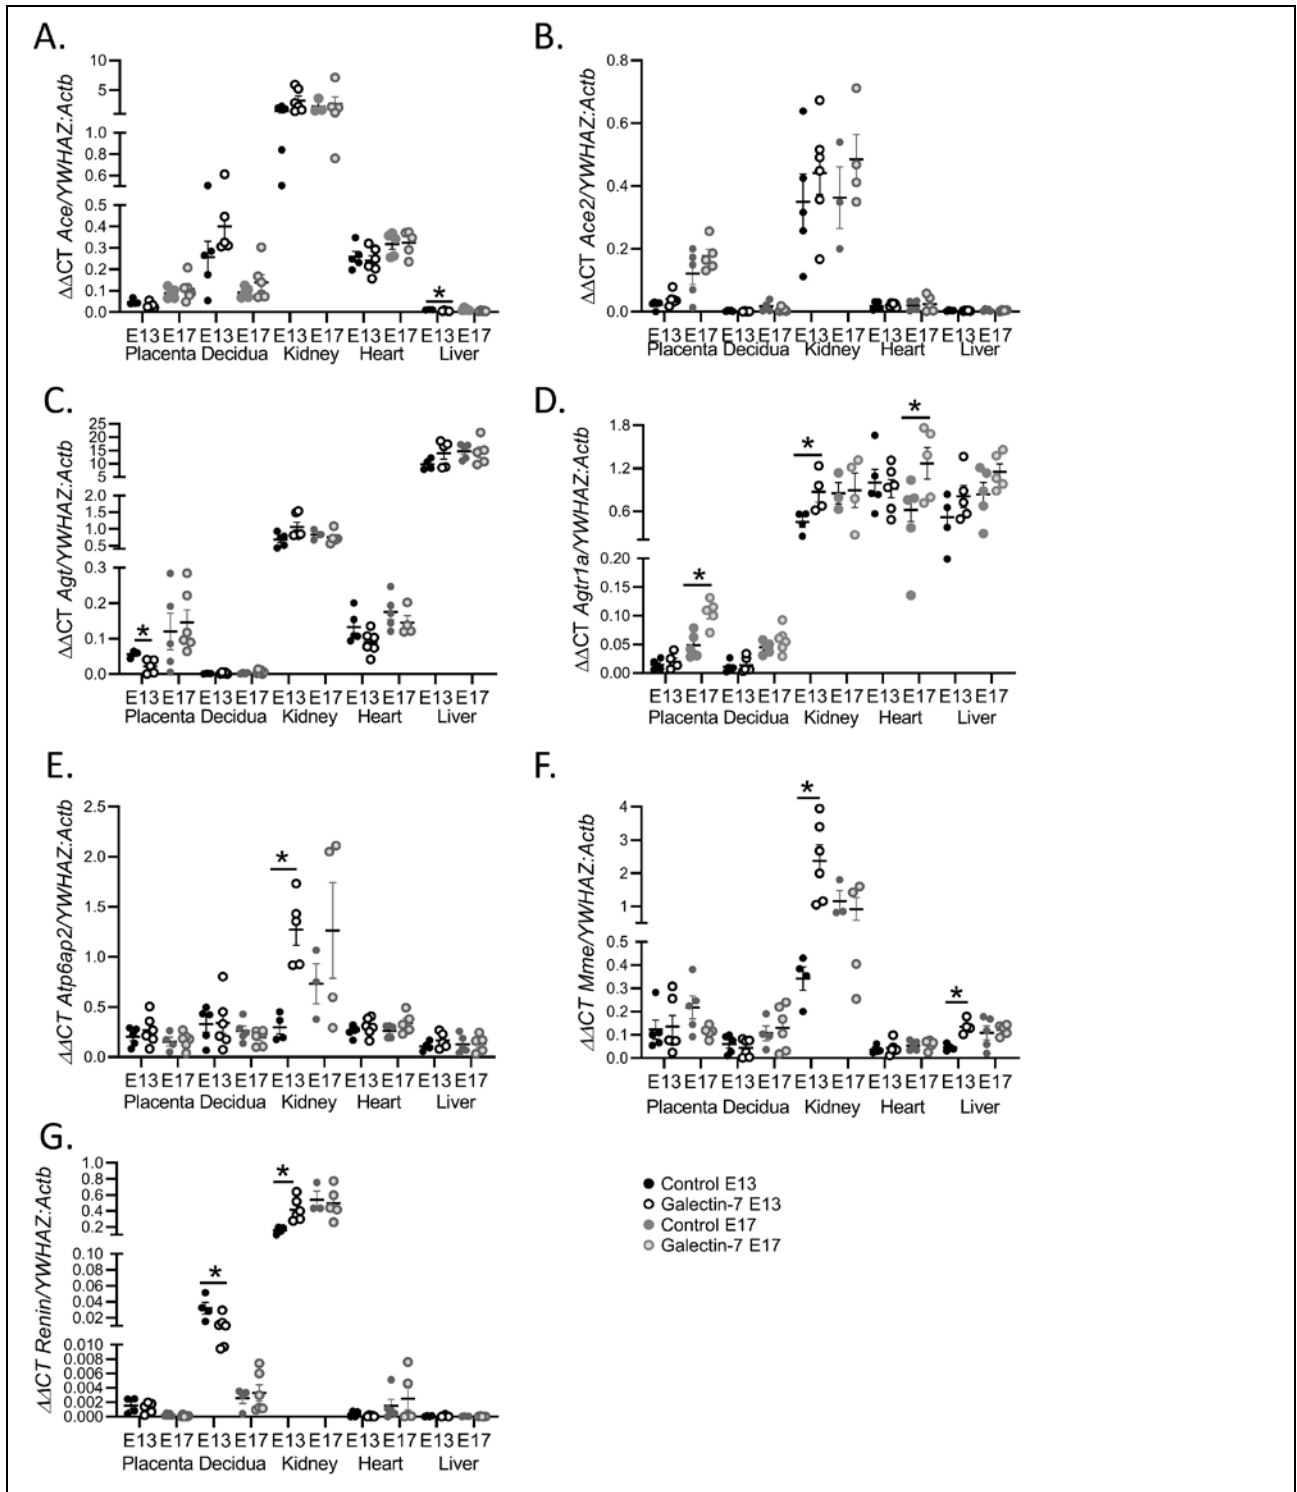 A.
ΔΔCT Ace/YWHAZ:Actb
10
5
1.0
0.8
0.6
0.5
0.4
0.3
0.2
0.1
0.0
*
E13 E17 E13 E17 E13 E17 E13 E17 E13 E17
Placenta Decidua Kidney Heart Liver
B.
ΔΔCT Ace2/YWHAZ:Actb
0.8
0.6
0.4
0.2
0.0
E13 E17 E13 E17 E13 E17 E13 E17 E13 E17
Placenta Decidua Kidney Heart Liver
C.
ΔΔCT Agt/YWHAZ:Actb
25
20
15
10
5
2.0
1.5
1.0
0.5
0.3
0.2
0.1
0.0
*
E13 E17 E13 E17 E13 E17 E13 E17 E13 E17
Placenta Decidua Kidney Heart Liver
D.
ΔΔCT Agtr1a/YWHAZ:Actb
1.8
1.2
0.6
0.20
0.15
0.10
0.05
0.00
* * *
E13 E17 E13 E17 E13 E17 E13 E17 E13 E17
Placenta Decidua Kidney Heart Liver
E.
ΔΔCT Atp6ap2/YWHAZ:Actb
2.5
2.0
1.5
1.0
0.5
0.0
*
E13 E17 E13 E17 E13 E17 E13 E17 E13 E17
Placenta Decidua Kidney Heart Liver
F.
ΔΔCT Mme/YWHAZ:Actb
4
3
2
1
0.5
0.4
0.3
0.2
0.1
0.0
* *
E13 E17 E13 E17 E13 E17 E13 E17 E13 E17
Placenta Decidua Kidney Heart Liver
G.
ΔΔCT Renin/YWHAZ:Actb
1.0
0.8
0.6
0.4
0.2
0.10
0.08
0.06
0.04
0.02
0.010
0.008
0.006
0.004
0.002
0.000
* *
E13 E17 E13 E17 E13 E17 E13 E17 E13 E17
Placenta Decidua Kidney Heart Liver
Control E13
Galectin-7 E13
Control E17
Galectin-7 E17